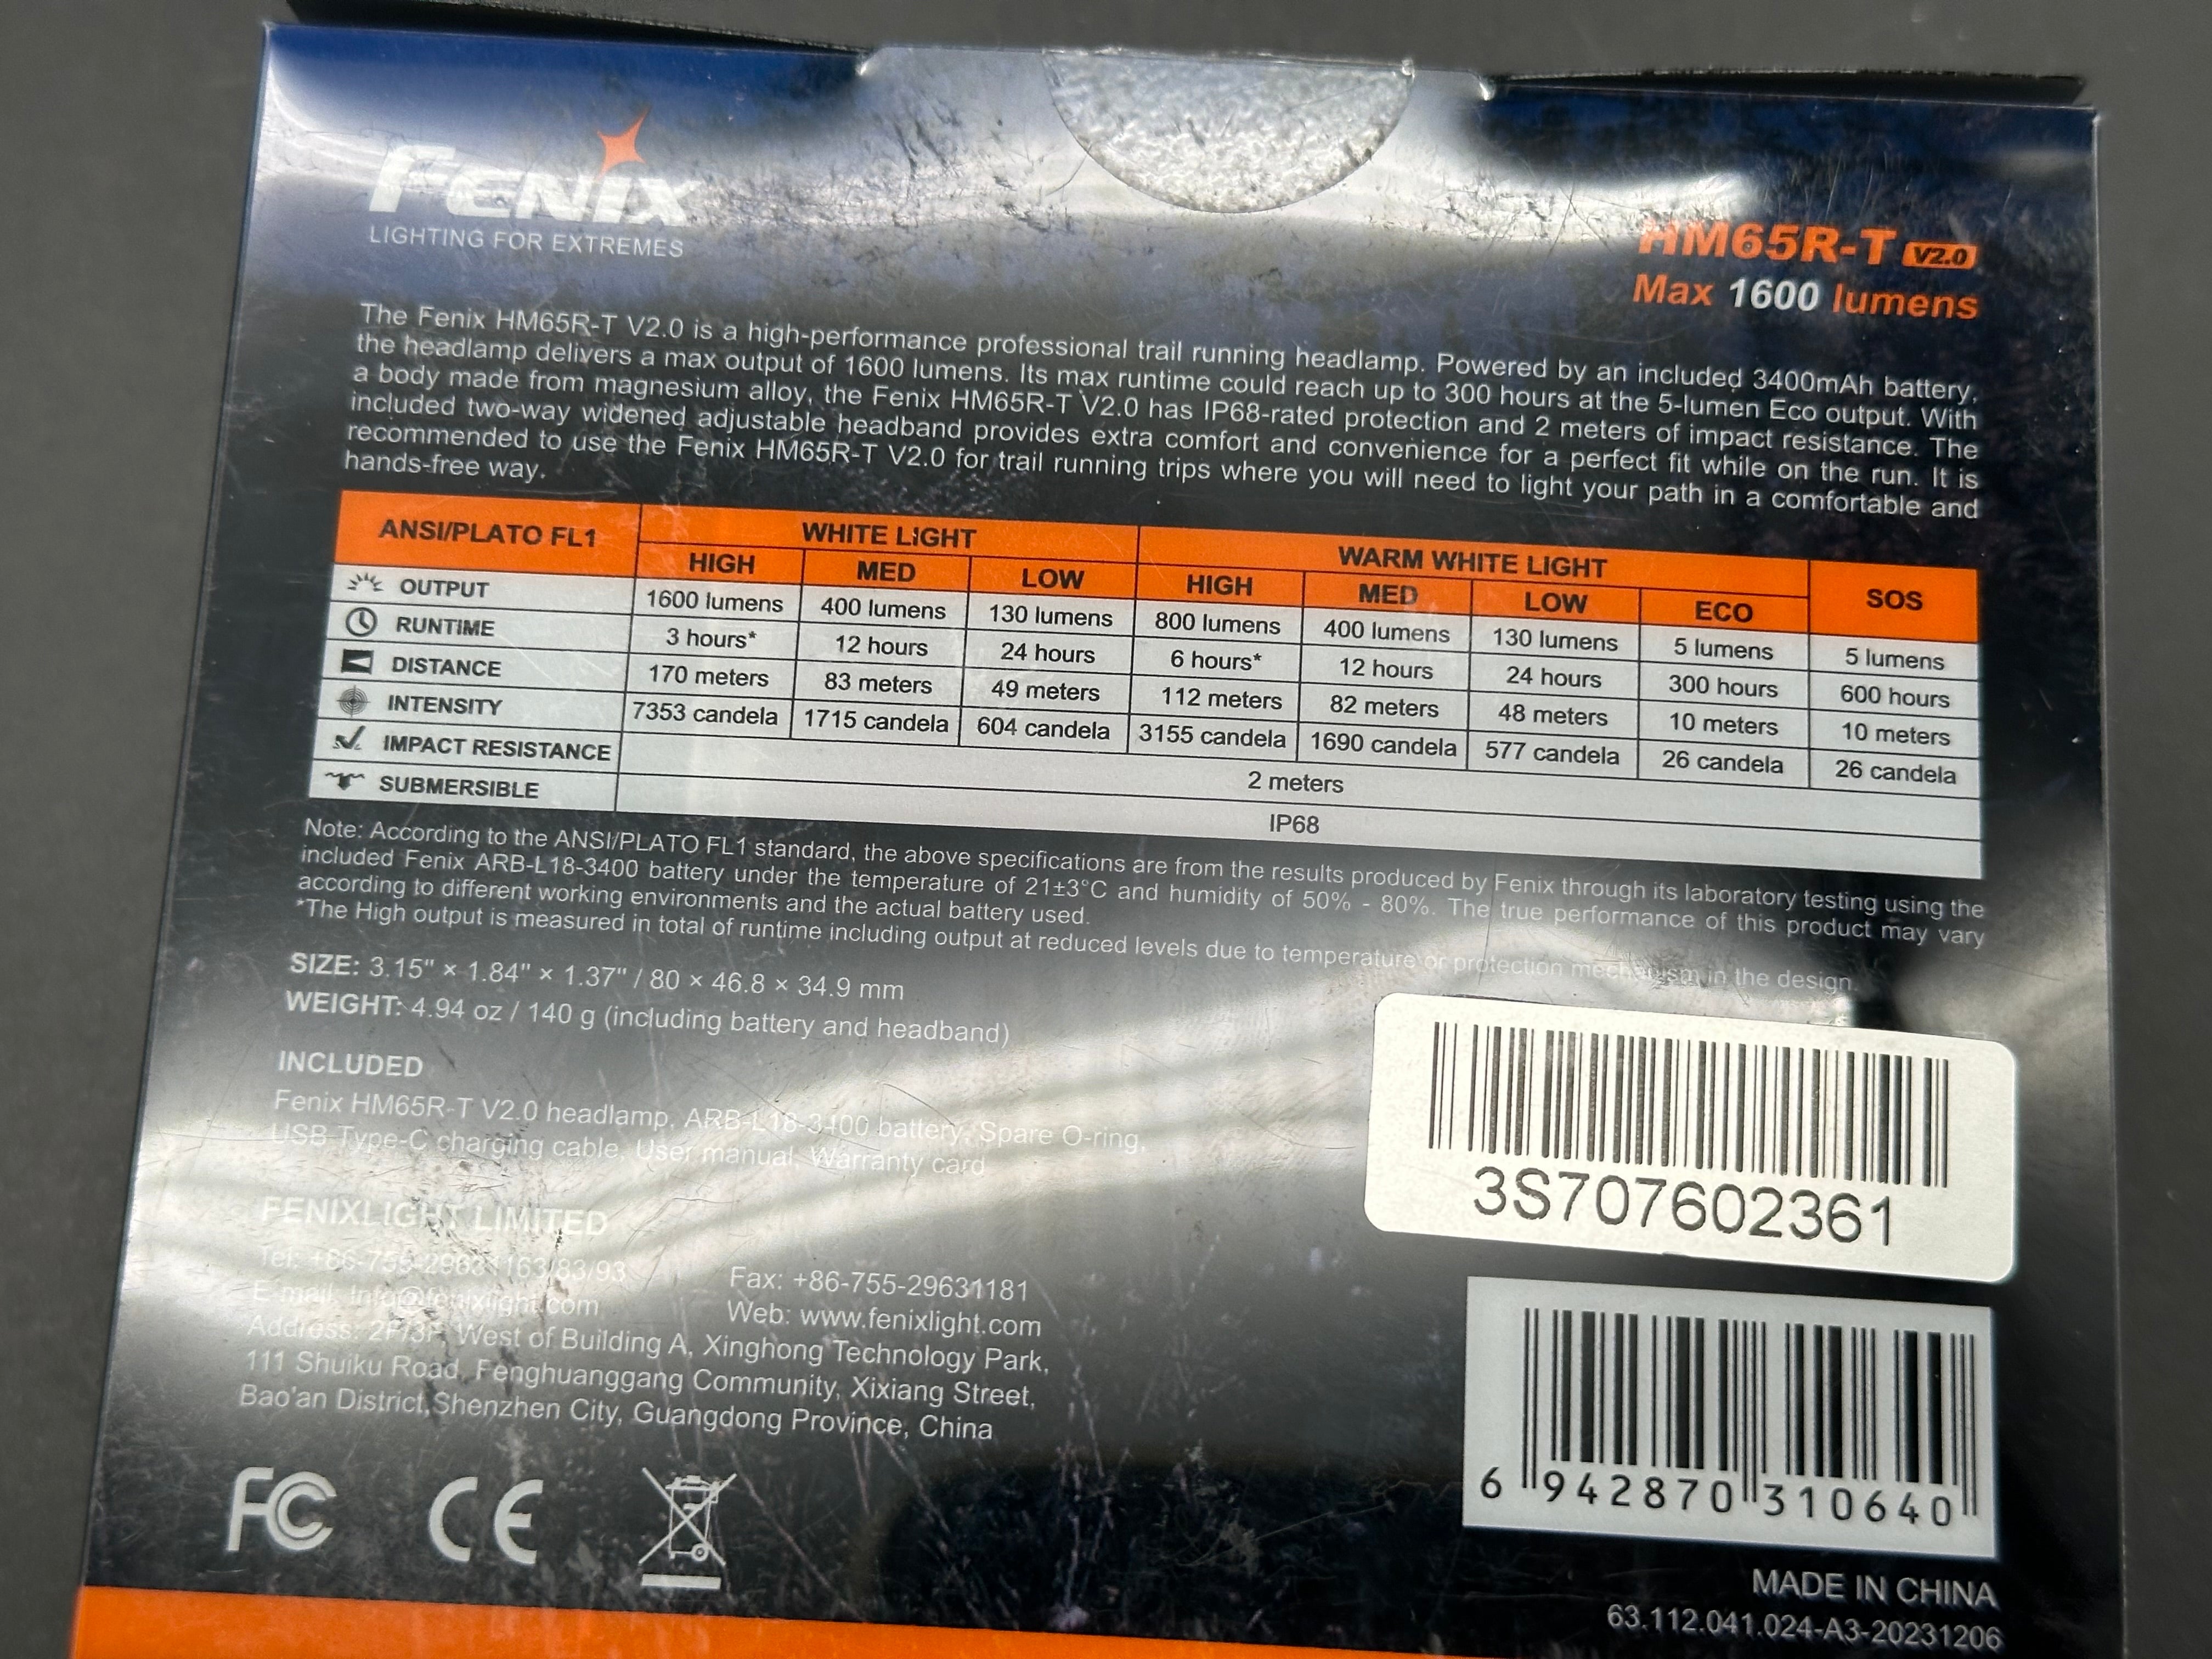 FENIX
LIGHTING FOR EXTREMES
HM65R-T V2.0
Max 1600 lumens
The Fenix HM65R-T V2.0 is a high-performance professional trail running headlamp. Powered by an included 3400mAh battery,
the headlamp delivers a max output of 1600 lumens. Its max runtime could reach up to 300 hours at the 5-lumen Eco output. With
a body made from magnesium alloy, the Fenix HM65R-T V2.0 has IP68-rated protection and 2 meters of impact resistance. The
included two-way widened adjustable headband provides extra comfort and convenience for a perfect fit while on the run. It is
recommended to use the Fenix HM65R-T V2.0 for trail running trips where you will need to light your path in a comfortable and
hands-free way.
ANSI/PLATO FL1 WHITE LIGHT WARM WHITE LIGHT SOS
HIGH MED LOW HIGH MED LOW ECO
OUTPUT 1600 lumens 400 lumens 130 lumens 800 lumens 400 lumens 130 lumens 5 lumens 5 lumens
RUNTIME 3 hours* 12 hours 24 hours 6 hours* 12 hours 24 hours 300 hours 600 hours
DISTANCE 170 meters 83 meters 49 meters 112 meters 82 meters 48 meters 10 meters 10 meters
INTENSITY 7353 candela 1715 candela 604 candela 3155 candela 1690 candela 577 candela 26 candela 26 candela
IMPACT RESISTANCE 2 meters
SUBMERSIBLE IP68
Note: According to the ANSI/PLATO FL1 standard, the above specifications are from the results produced by Fenix through its laboratory testing using the
included Fenix ARB-L18-3400 battery under the temperature of 21±3°C and humidity of 50% - 80%. The true performance of this product may vary
according to different working environments and the actual battery used.
*The High output is measured in total of runtime including output at reduced levels due to temperature or protection mechanism in the design.
SIZE: 3.15" × 1.84" × 1.37" / 80 × 46.8 × 34.9 mm
WEIGHT: 4.94 oz / 140 g (including battery and headband)
INCLUDED
Fenix HM65R-T V2.0 headlamp, ARB-L18-3400 battery, Spare O-ring,
USB Type-C charging cable, User manual, Warranty card
FENIXLIGHT LIMITED
Tel: +86-755-29631163/83/93 Fax: +86-755-29631181
E-mail: Info@fenixlight.com Web: www.fenixlight.com
Address: 2F/3F, West of Building A, Xinghong Technology Park,
111 Shuiku Road, Fenghuanggang Community, Xixiang Street,
Bao'an District,Shenzhen City, Guangdong Province, China
3S707602361
6 942870 310640
FC CE
MADE IN CHINA
63.112.041.024-A3-20231206